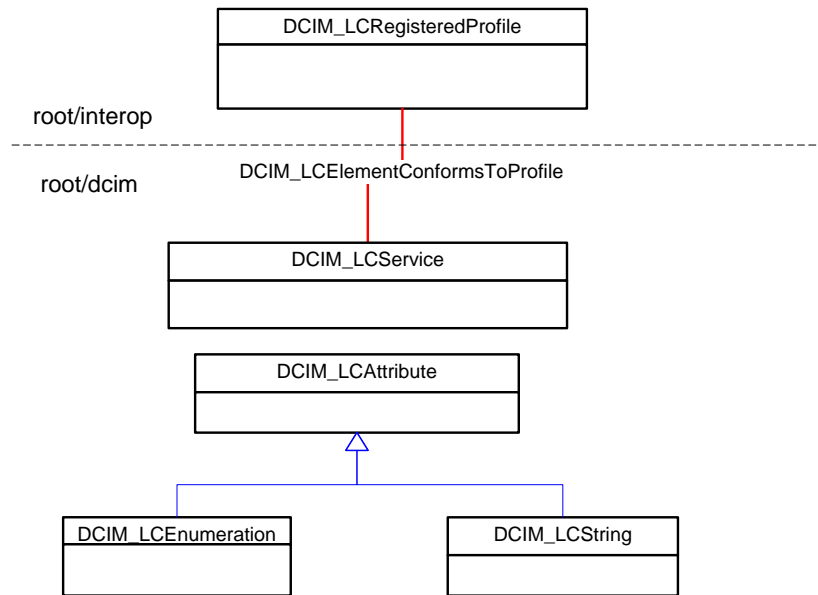 DCIM_LCRegisteredProfile
root/interop
DCIM_LCElementConformsToProfile
root/dcim
DCIM_LCService
DCIM_LCAttribute
DCIM_LCEnumeration
DCIM_LCString